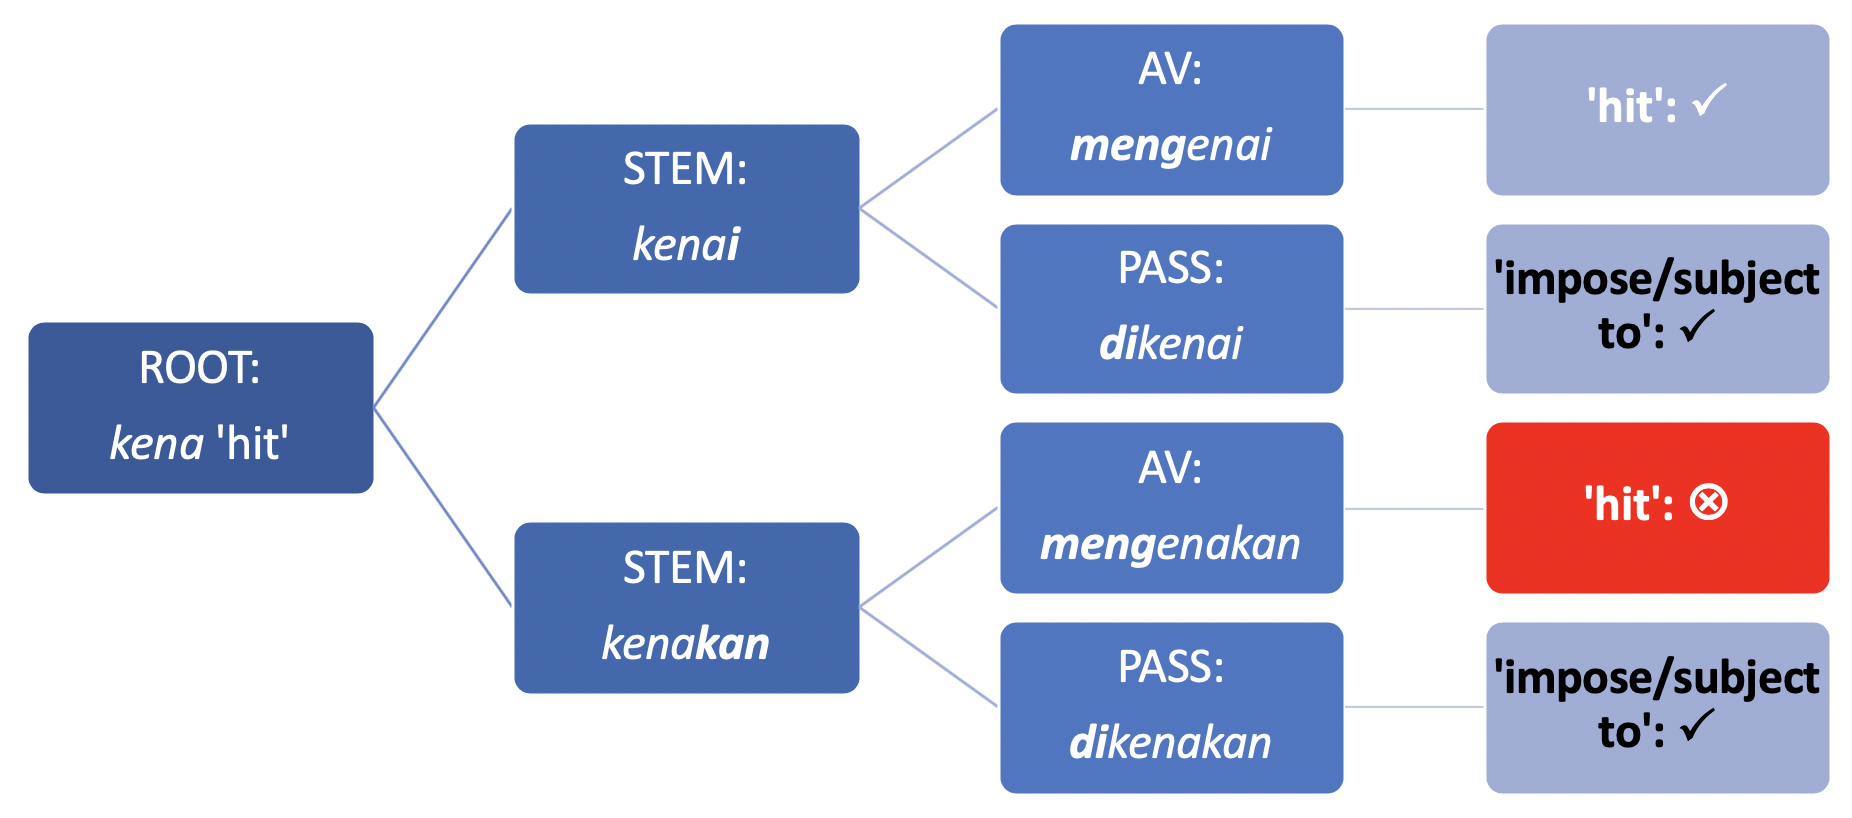 ROOT:
kena 'hit'
STEM:
kenai
STEM:
kenakan
AV:
mengenai
PASS:
dikenai
AV:
mengenakan
PASS:
dikenakan
'hit': ✓
'impose/subject
to': ✓
'hit': ⊗
'impose/subject
to': ✓